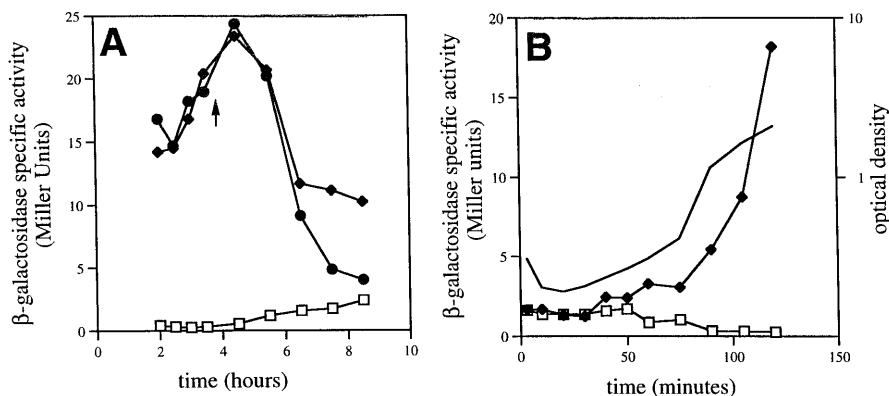 A
β-galactosidase specific activity
(Miller Units)
25
20
15
10
5
0
0
2
4
6
8
10
time (hours)
B
β-galactosidase specific activity
(Miller units)
20
15
10
5
0
0
50
100
150
time (minutes)
10
1
optical density